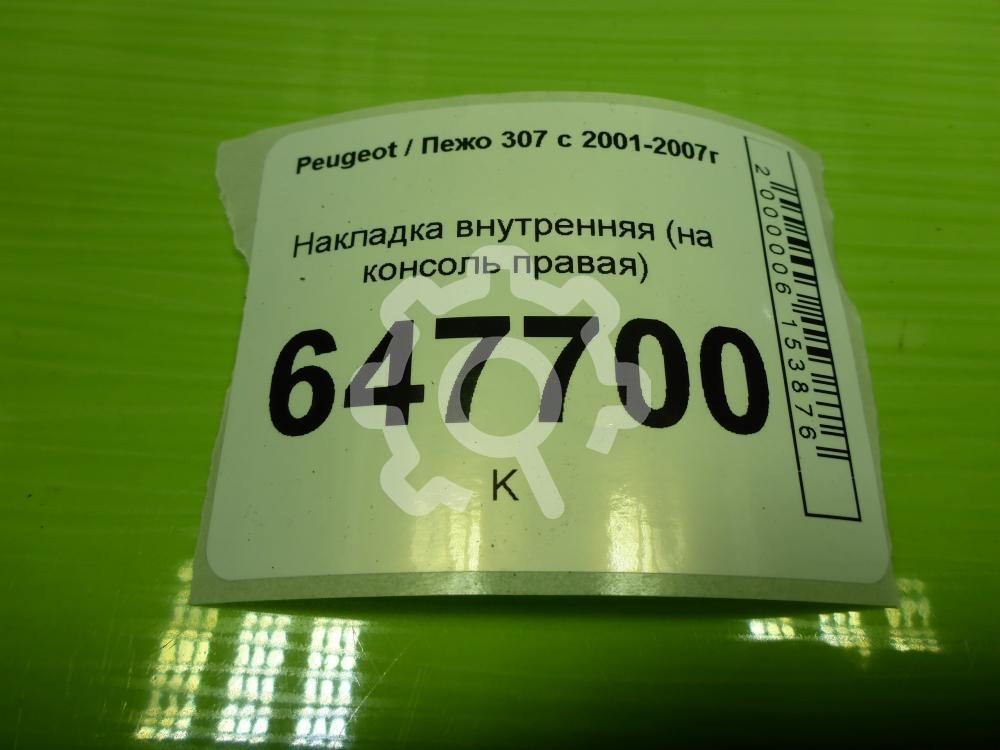 Peugeot / Пежо 307 с 2001-2007г
Накладка внутренняя (на
консоль правая)
647700
К
2000006153876